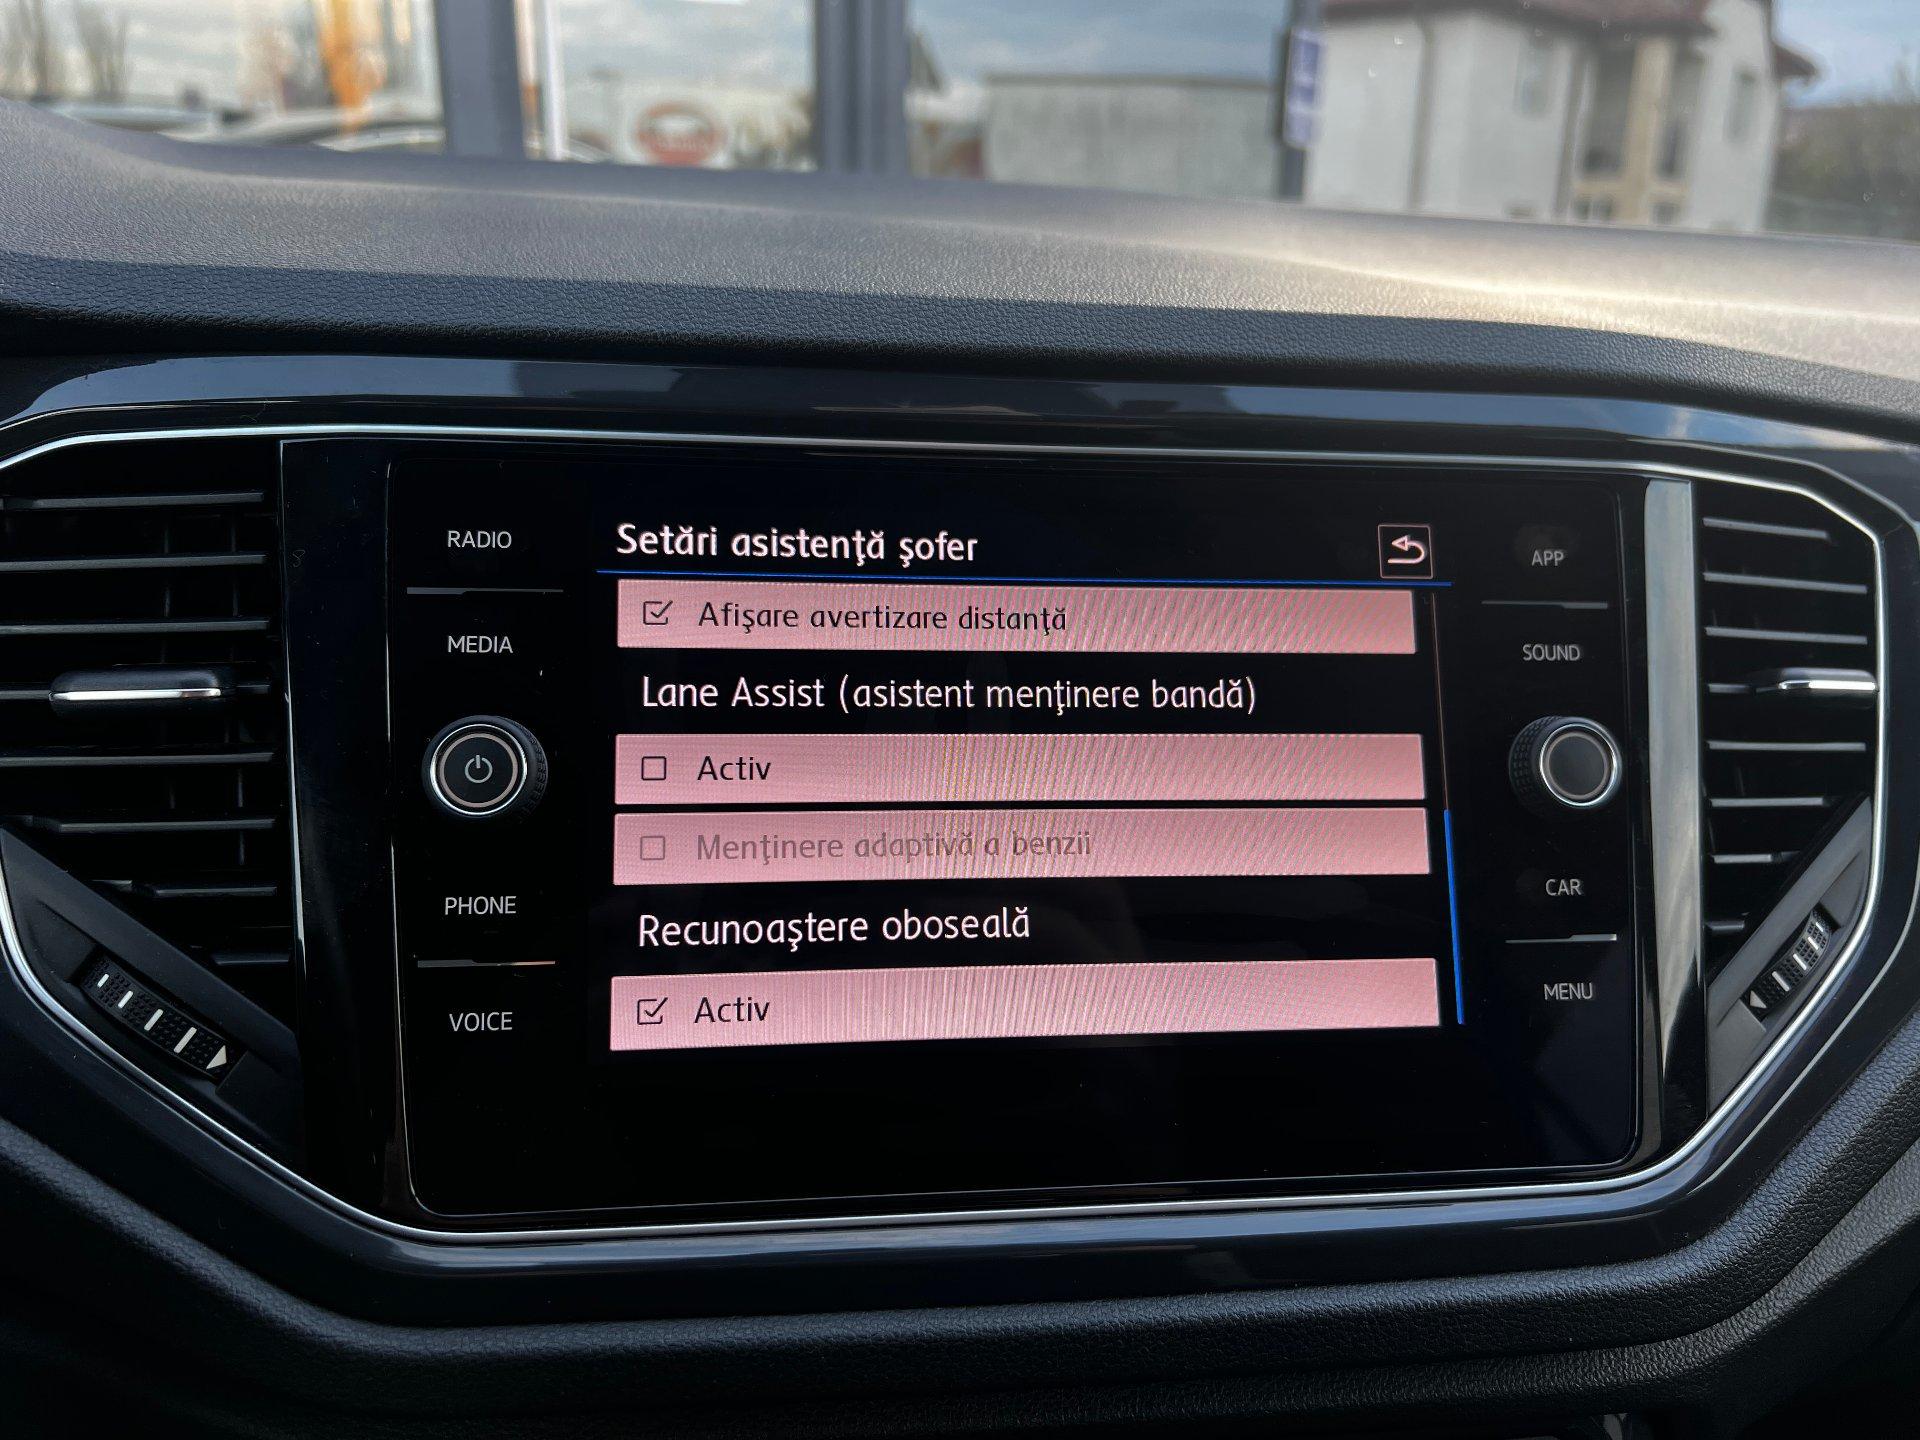 RADIO
MEDIA
PHONE
VOICE
Setări asistenţă şofer
Afişare avertizare distanţă
Lane Assist (asistent menţinere bandă)
Activ
Menţinere adaptivă a benzii
Recunoaştere oboseală
Activ
APP
SOUND
CAR
MENU